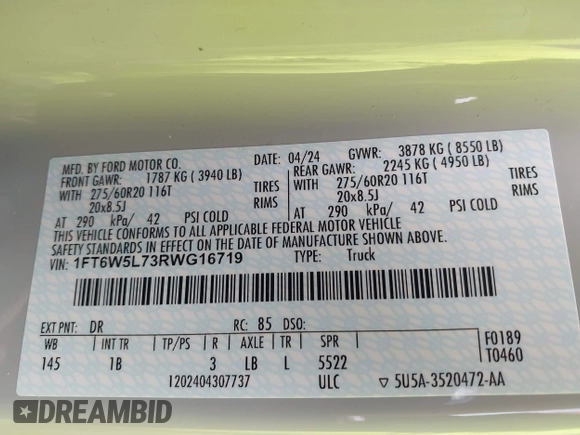 MFD. BY FORD MOTOR CO.
DATE: 04/24 GVWR: 3878 KG ( 8550 LB)
FRONT GAWR: 1787 KG ( 3940 LB)
REAR GAWR: 2245 KG ( 4950 LB)
WITH 275/60R20 116T TIRES
WITH 275/60R20 116T TIRES
20x8.5J RIMS
20x8.5J RIMS
AT 290 kPa/ 42 PSI COLD
AT 290 kPa/ 42 PSI COLD
THIS VEHICLE CONFORMS TO ALL APPLICABLE FEDERAL MOTOR VEHICLE
SAFETY STANDARDS IN EFFECT ON THE DATE OF MANUFACTURE SHOWN ABOVE.
VIN: 1FT6W5L73RWG16719 TYPE: Truck
EXT PNT: DR RC: 85 DSO:
WB INT TR TP/PS R AXLE TR SPR
145 1B 3 LB L 5522
F0189
T0460
I202404307737 ULC ▽ 5U5A-3520472-AA
DREAMBID